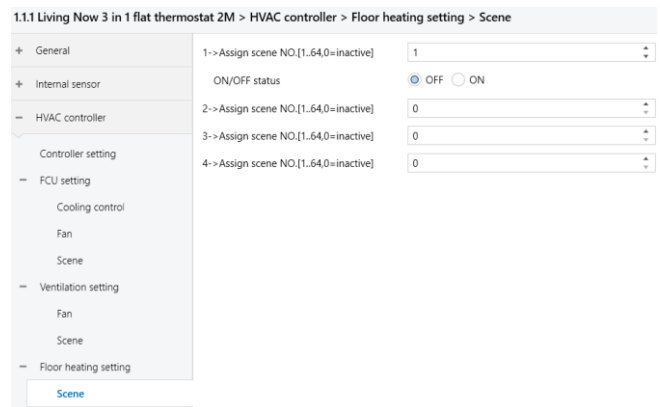 1.1.1 Living Now 3 in 1 flat thermostat 2M > HVAC controller > Floor heating setting > Scene
+ General
+ Internal sensor
− HVAC controller
Controller setting
− FCU setting
Cooling control
Fan
Scene
− Ventilation setting
Fan
Scene
− Floor heating setting
Scene
1->Assign scene NO.[1..64,0=inactive] 1
ON/OFF status OFF ON
2->Assign scene NO.[1..64,0=inactive] 0
3->Assign scene NO.[1..64,0=inactive] 0
4->Assign scene NO.[1..64,0=inactive] 0